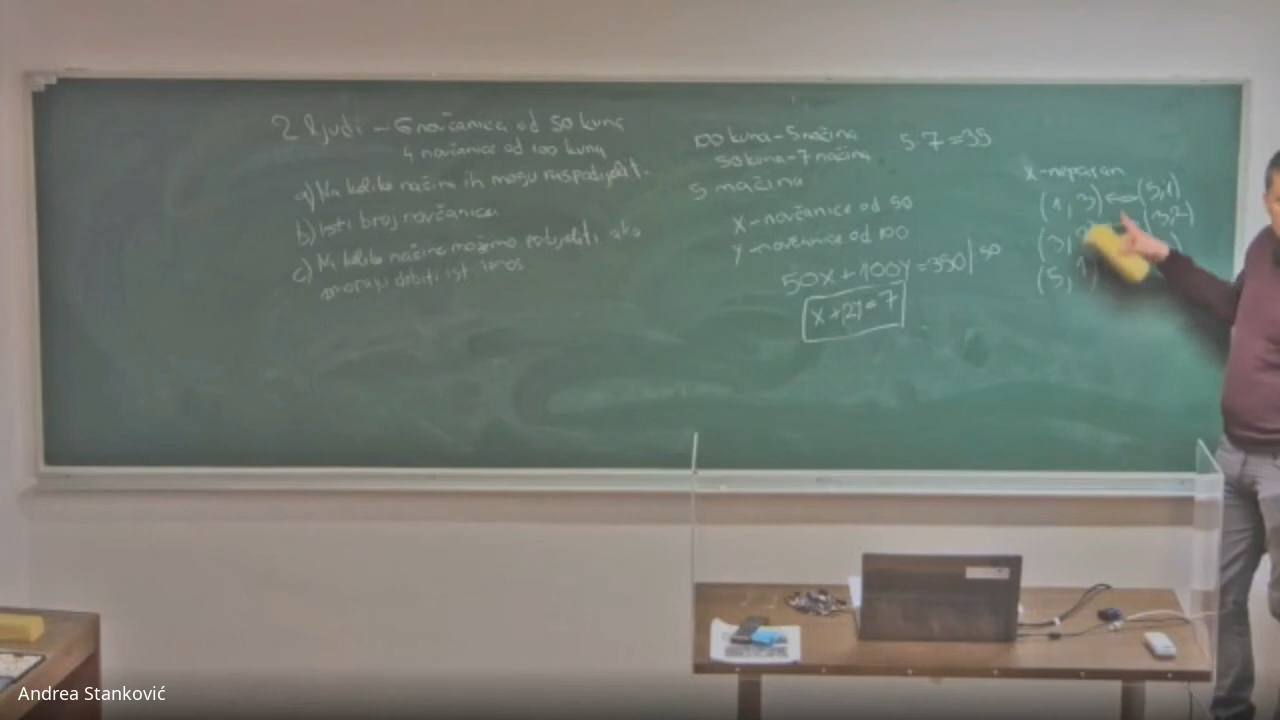 2 ljudi - 6 novčanica od 50 kuna
4 novčanice od 100 kuna
a) Na koliko načina ih mogu raspodijelit.
b) Isti broj novčanica
c) Na koliko načina možemo podijeliti ako
moraju dobiti isti iznos
100 kuna - 5 načina
50 kuna - 7 načina
5 · 7 = 35
5 načina
X - novčanice od 50
Y - novčanice od 100
50X + 100Y = 350 |:50
X + 2Y = 7
X - neparan
(1, 3) ⟷ (5,1)
(3, (3,2)
(5, 1)
Andrea Stanković